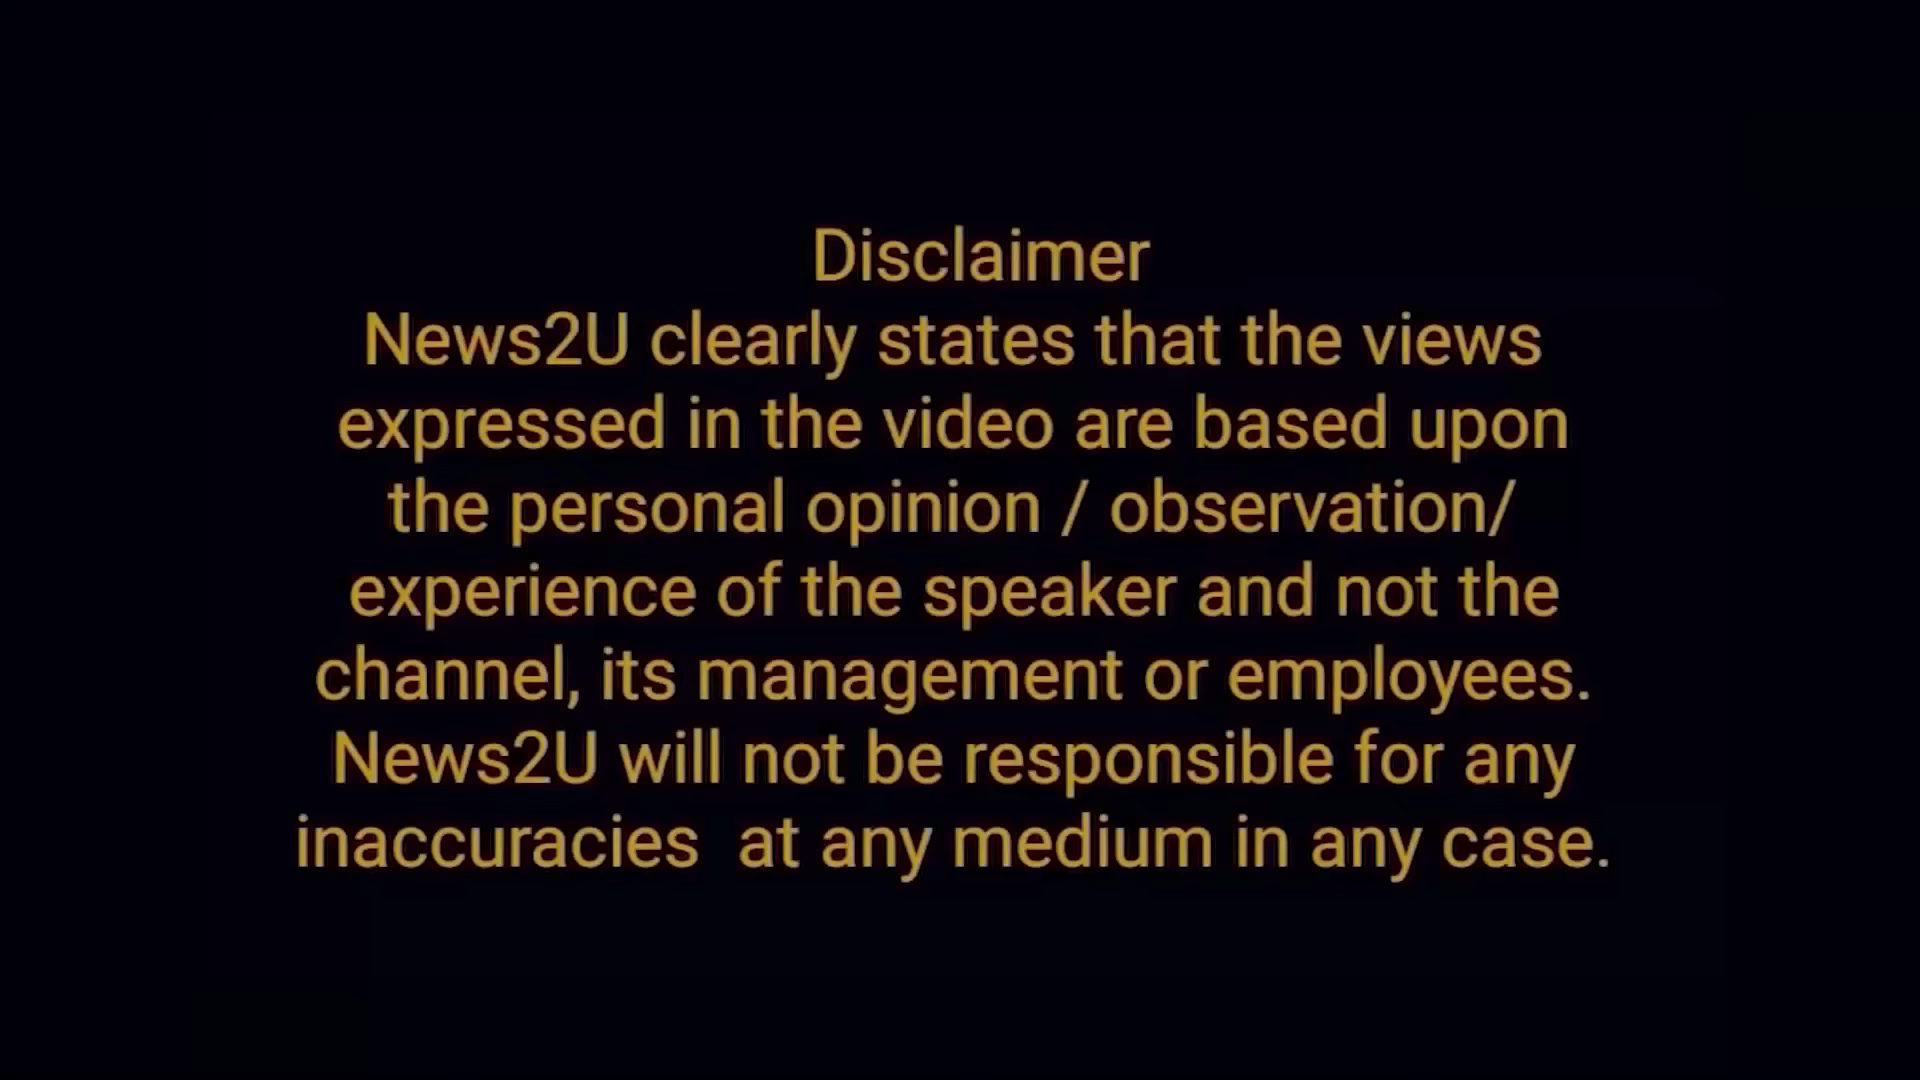 Disclaimer
News2U clearly states that the views
expressed in the video are based upon
the personal opinion / observation/
experience of the speaker and not the
channel, its management or employees.
News2U will not be responsible for any
inaccuracies  at any medium in any case.